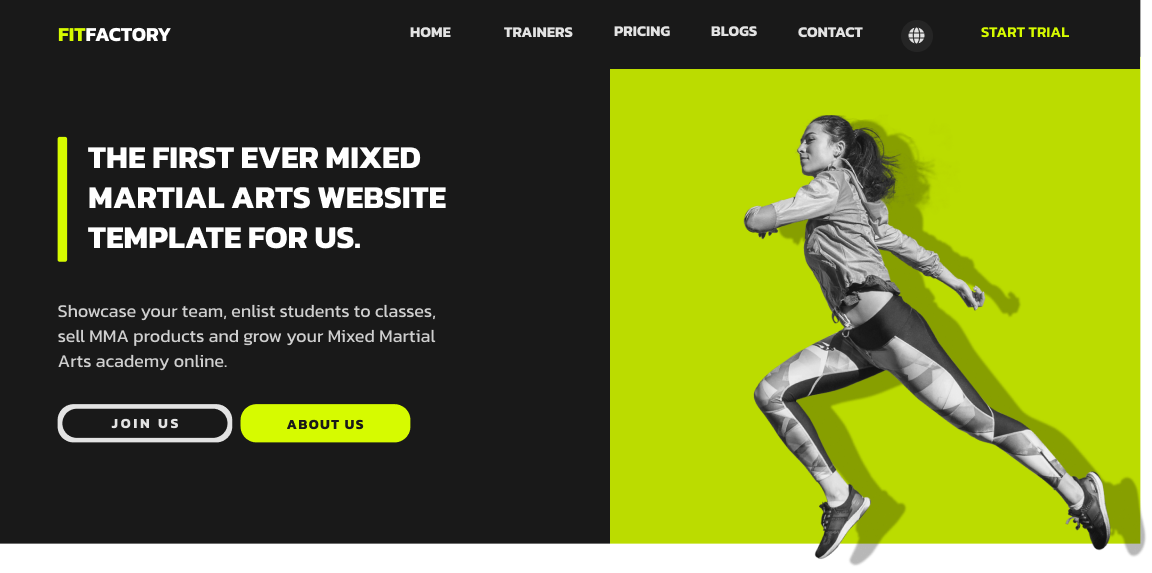 FITFACTORY
HOME TRAINERS PRICING BLOGS CONTACT START TRIAL
THE FIRST EVER MIXED
MARTIAL ARTS WEBSITE
TEMPLATE FOR US.
Showcase your team, enlist students to classes,
sell MMA products and grow your Mixed Martial
Arts academy online.
JOIN US ABOUT US